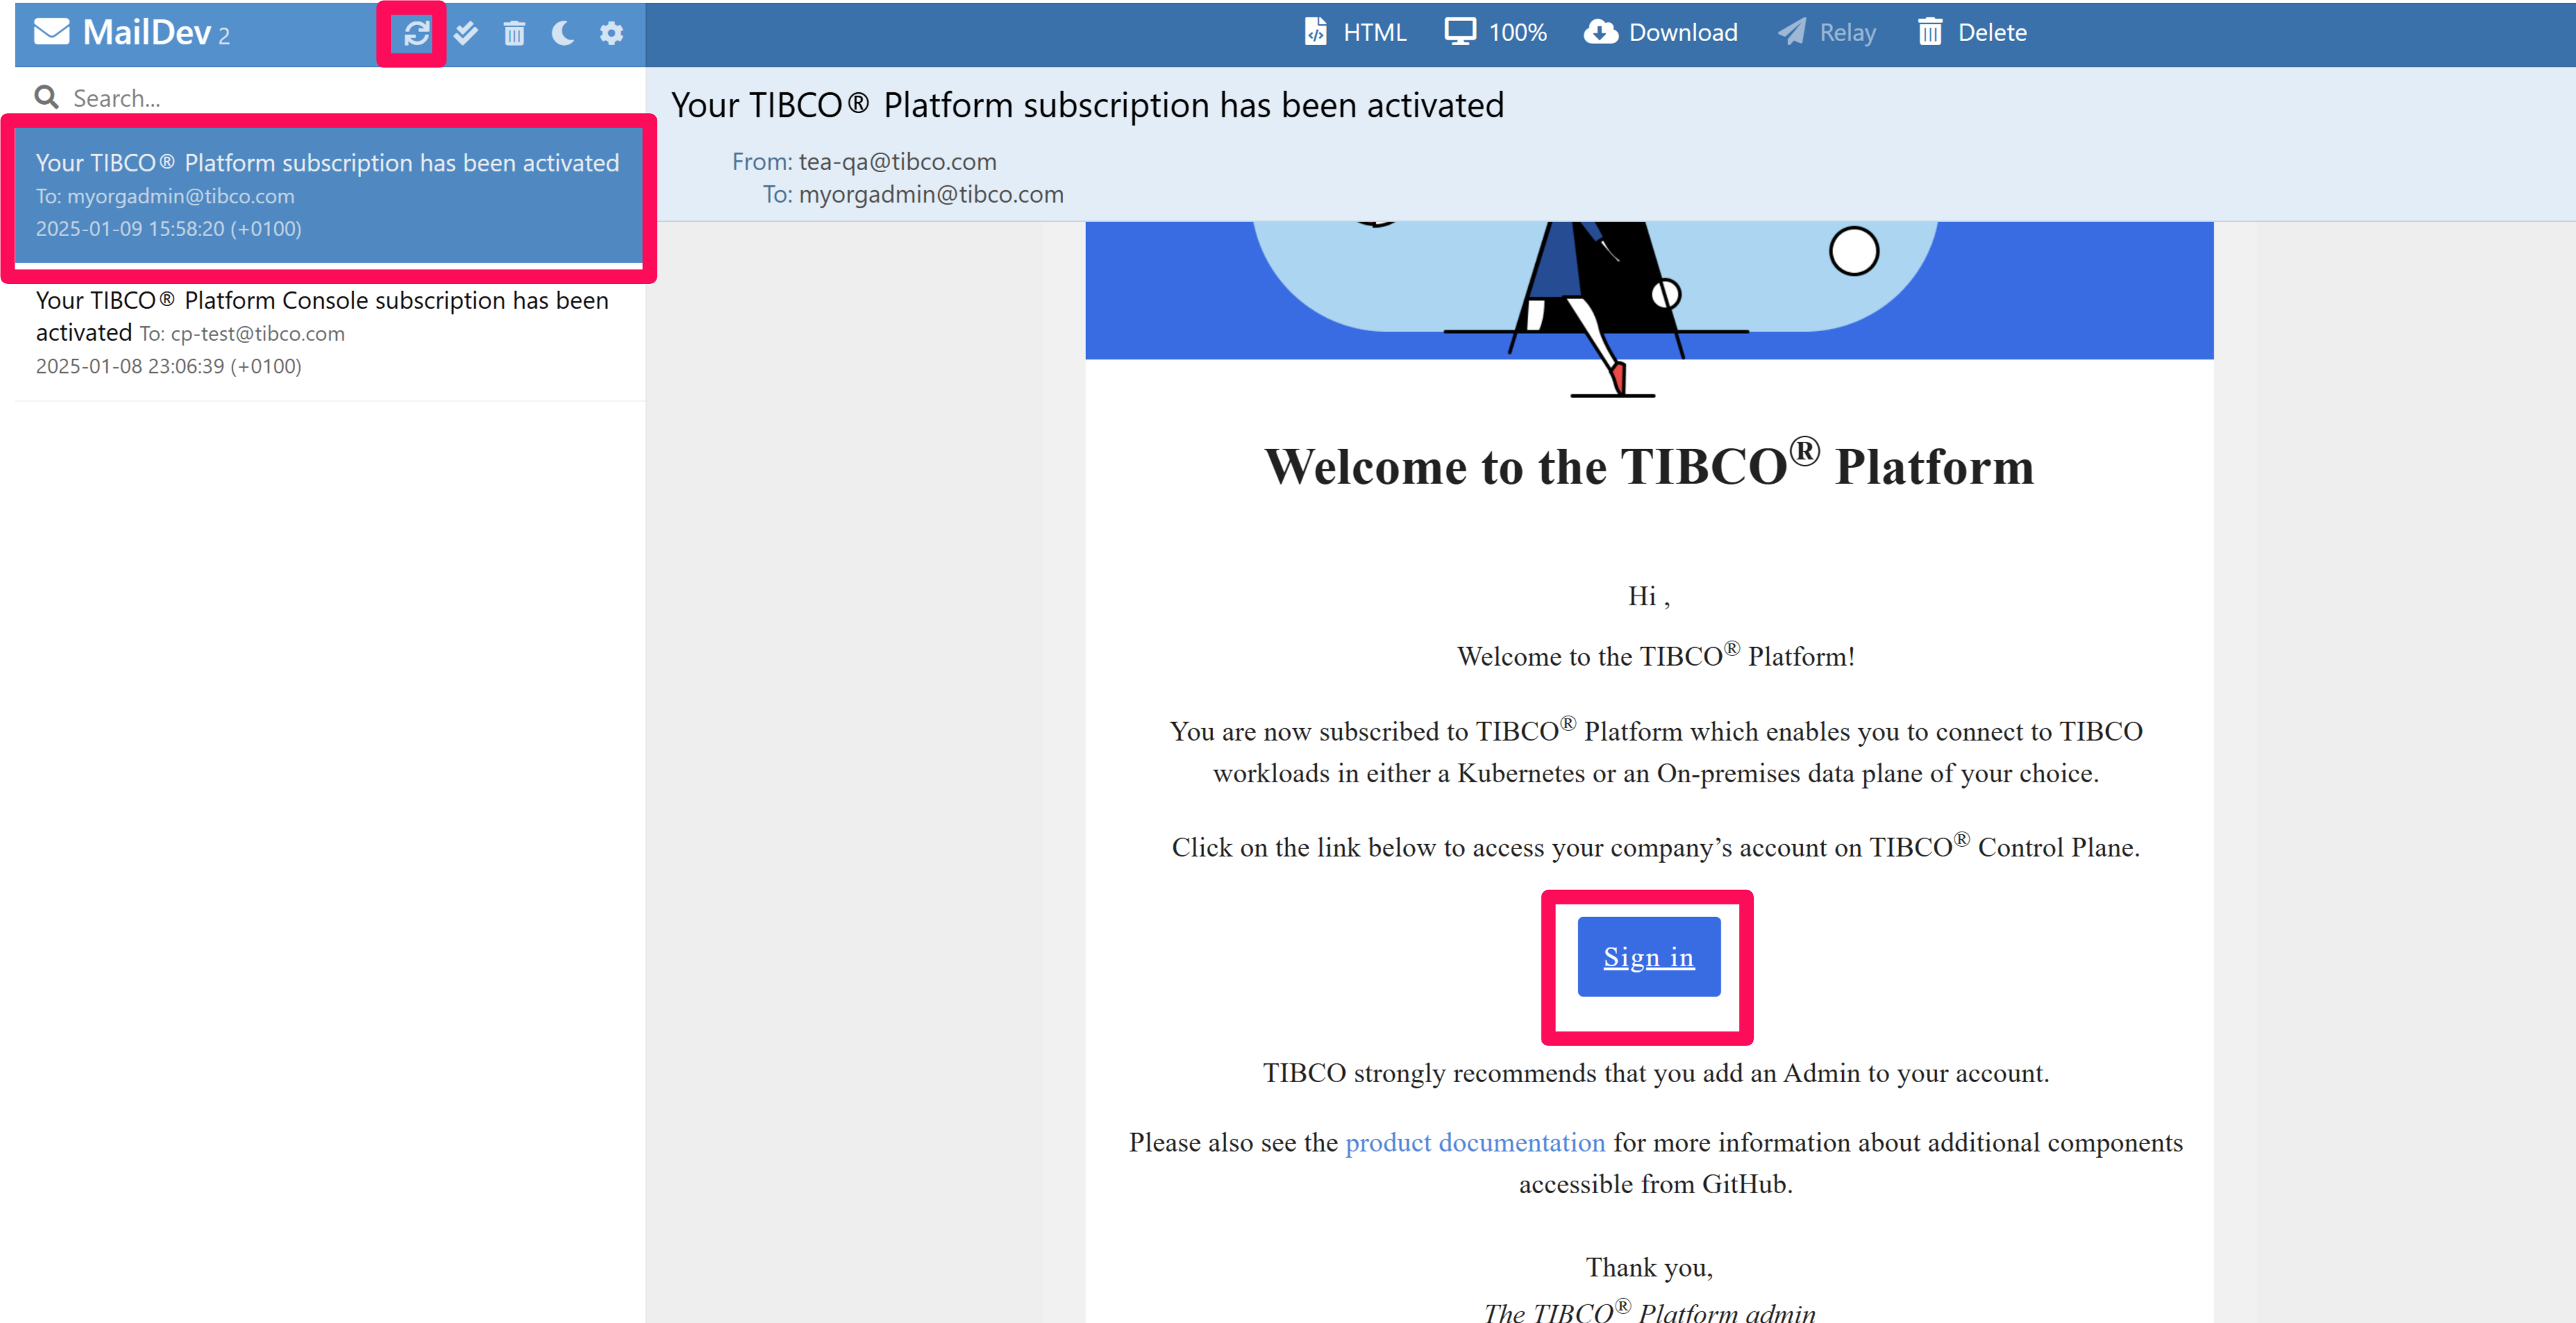 MailDev 2
HTML
100%
Download
Relay
Delete
Search...
Your TIBCO® Platform subscription has been activated
To: myorgadmin@tibco.com
2025-01-09 15:58:20 (+0100)
Your TIBCO® Platform Console subscription has been
activated To: cp-test@tibco.com
2025-01-08 23:06:39 (+0100)
Your TIBCO® Platform subscription has been activated
From: tea-qa@tibco.com
To: myorgadmin@tibco.com
Welcome to the TIBCO® Platform
Hi ,
Welcome to the TIBCO® Platform!
You are now subscribed to TIBCO® Platform which enables you to connect to TIBCO
workloads in either a Kubernetes or an On-premises data plane of your choice.
Click on the link below to access your company’s account on TIBCO® Control Plane.
Sign in
TIBCO strongly recommends that you add an Admin to your account.
Please also see the product documentation for more information about additional components
accessible from GitHub.
Thank you,
The TIBCO® Platform admin